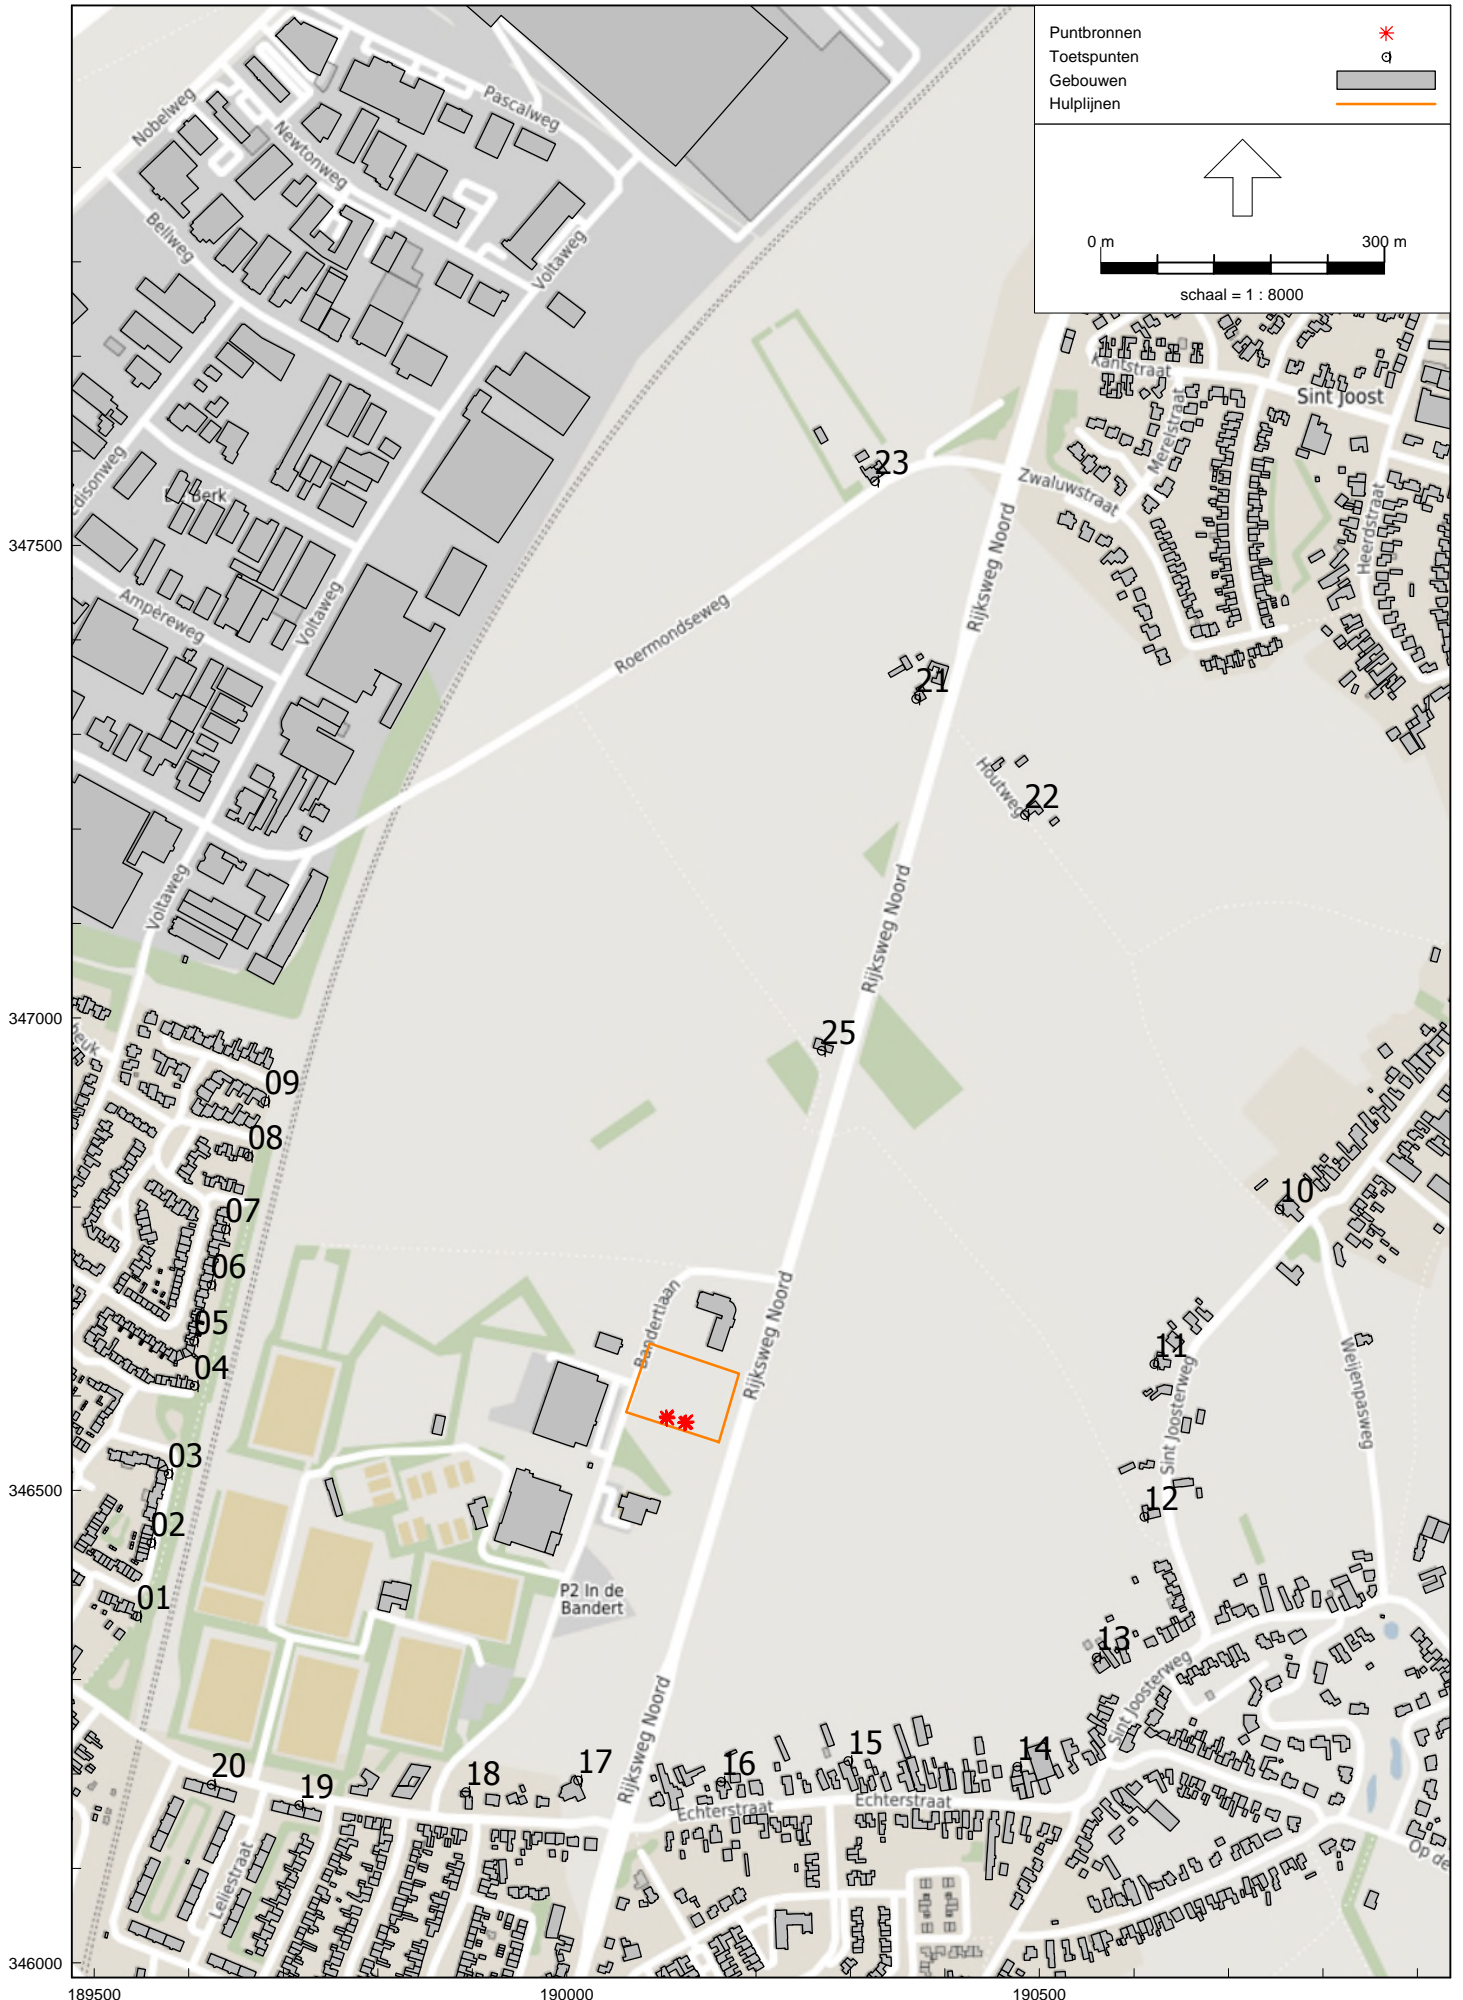 Puntbronnen
Toetspunten
Gebouwen
Hulplijnen
0 m 300 m
schaal = 1 : 8000
Nobelweg
Pascalweg
Newtonweg
Bellweg
Voltaweg
Kantstraat
Sint Joost
Merelstraat
Edisonweg
De Berk
23
Zwaluwstraat
Heerdstraat
347500
Rijksweg Noord
Ampèreweg
Voltaweg
Roermondseweg
21
Houtweg
22
Voltaweg
Rijksweg Noord
347000
beuk
25
09
08
10
07
06
Bandertlaan
Rijksweg Noord
05
04
11
Weijenpasweg
Sint Joosterweg
03
346500
12
02
01
P2 In de
Bandert
13
Sint Joosterweg
Rijksweg Noord
20
19
18
17
16
15
14
Echterstraat
Echterstraat
Leliestraat
Op de
346000
189500
190000
190500